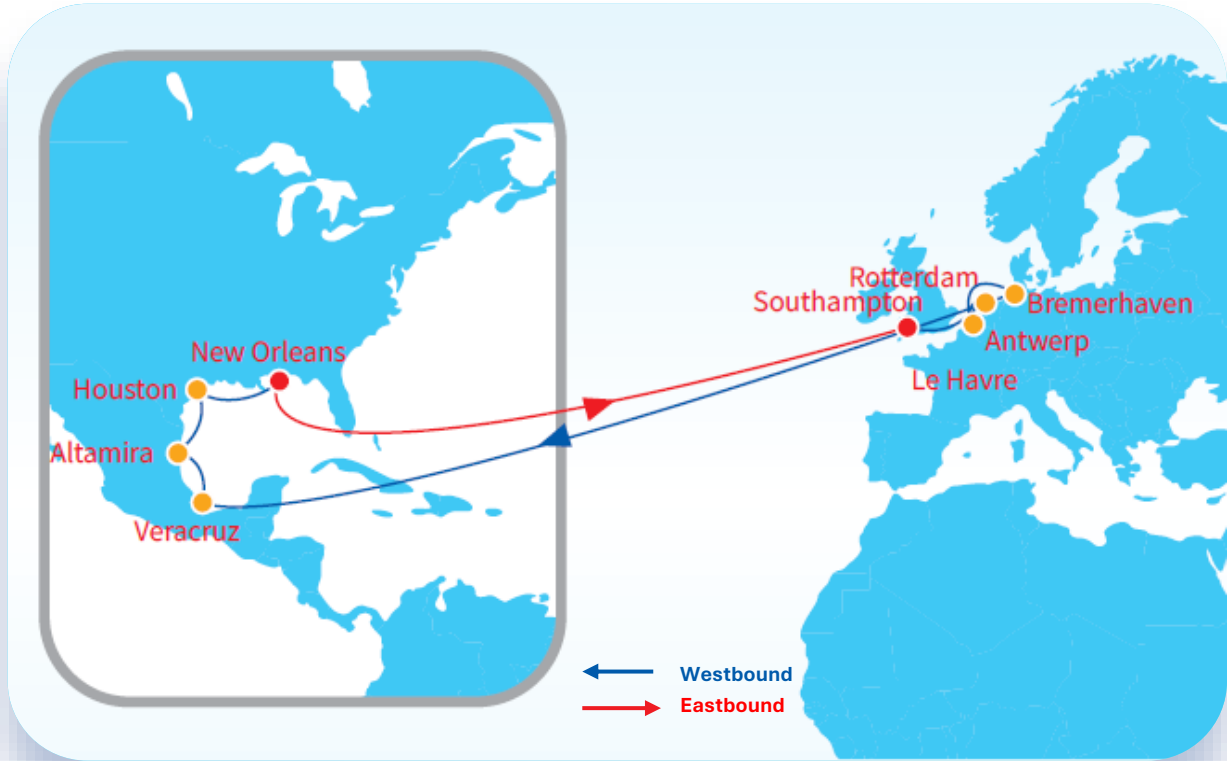 Rotterdam
Southampton
Bremerhaven
Antwerp
New Orleans
Le Havre
Houston
Altamira
Veracruz
Westbound
Eastbound